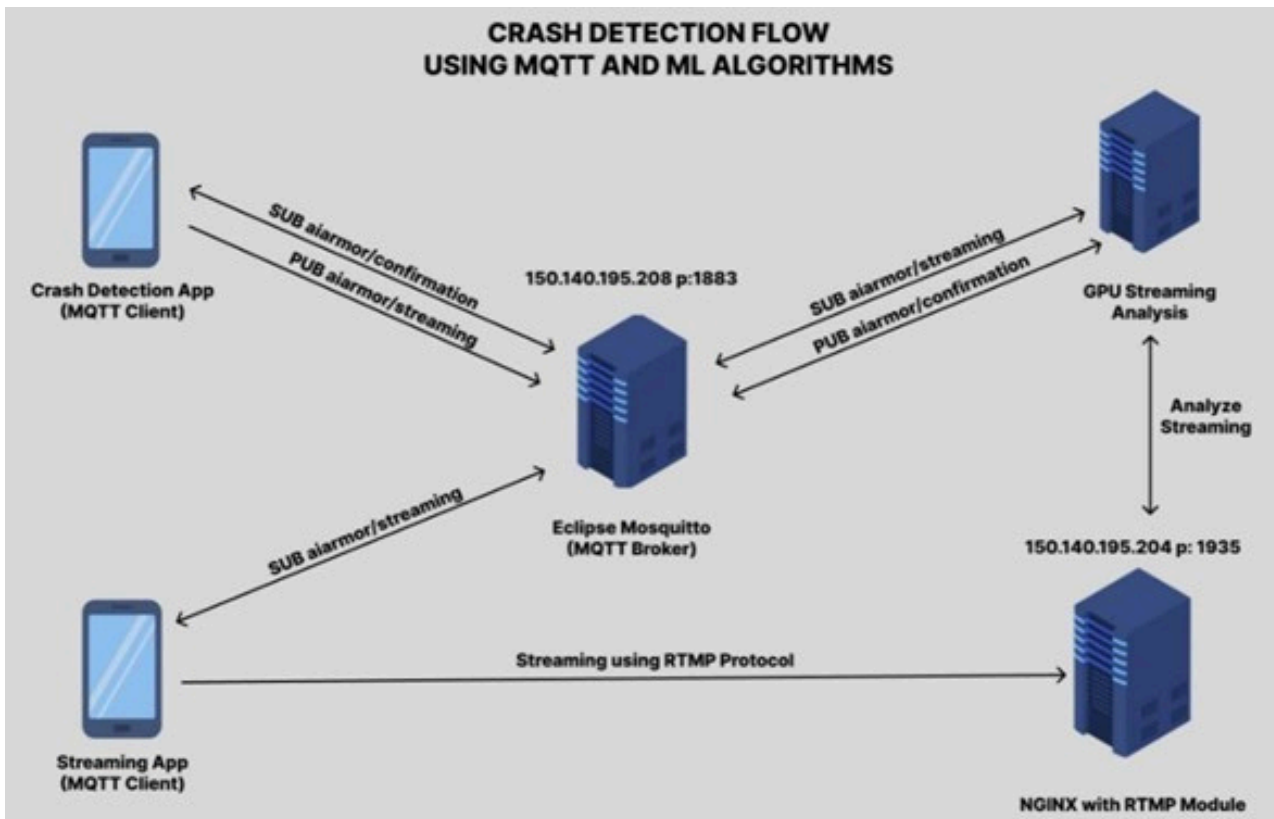 CRASH DETECTION FLOW
USING MQTT AND ML ALGORITHMS
SUB aiarmor/confirmation
PUB aiarmor/streaming
Crash Detection App
(MQTT Client)
150.140.195.208 p:1883
SUB aiarmor/streaming
PUB aiarmor/confirmation
GPU Streaming
Analysis
Analyze
Streaming
SUB aiarmor/streaming
Eclipse Mosquitto
(MQTT Broker)
150.140.195.204 p: 1935
Streaming using RTMP Protocol
Streaming App
(MQTT Client)
NGINX with RTMP Module